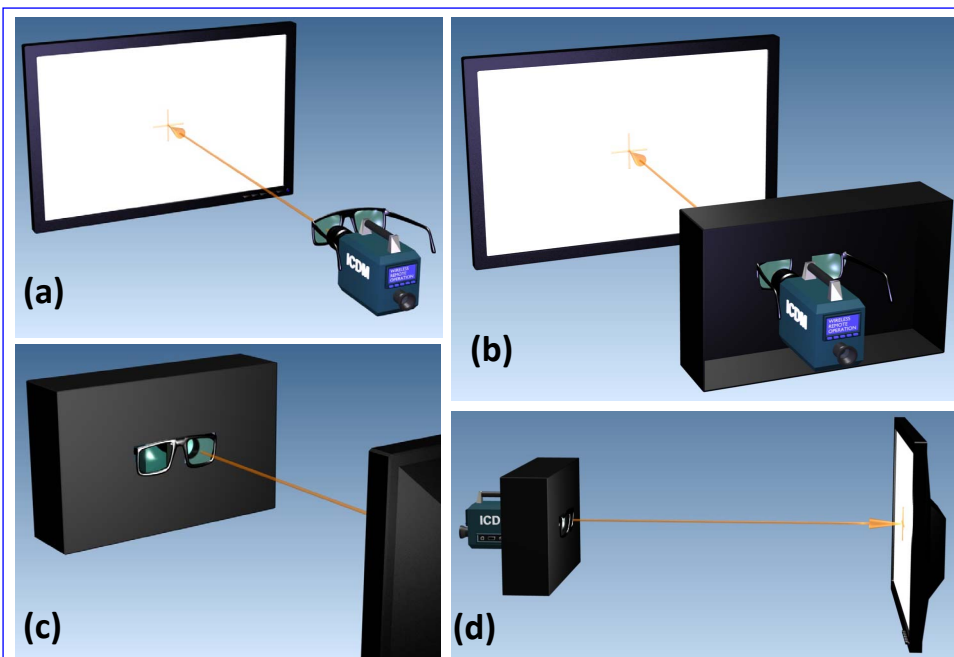 ICDM
WIRELESS
REMOTE
OPERATION
(a)
ICDM
WIRELESS
REMOTE
OPERATION
(b)
(c)
ICD
(d)